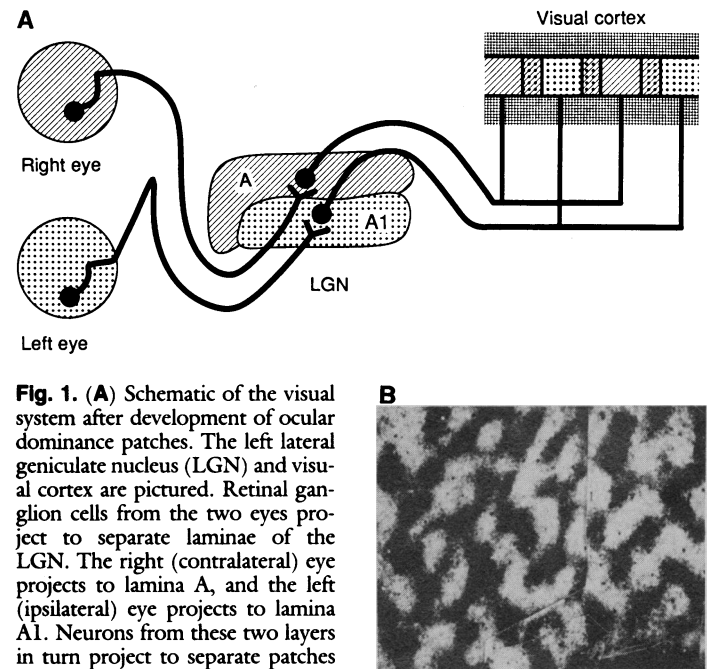 A
Visual cortex
Right eye
A
A1
LGN
Left eye
Fig. 1. (A) Schematic of the visual
system after development of ocular
dominance patches. The left lateral
geniculate nucleus (LGN) and visu-
al cortex are pictured. Retinal gan-
glion cells from the two eyes pro-
ject to separate laminae of the
LGN. The right (contralateral) eye
projects to lamina A, and the left
(ipsilateral) eye projects to lamina
A1. Neurons from these two layers
in turn project to separate patches
B